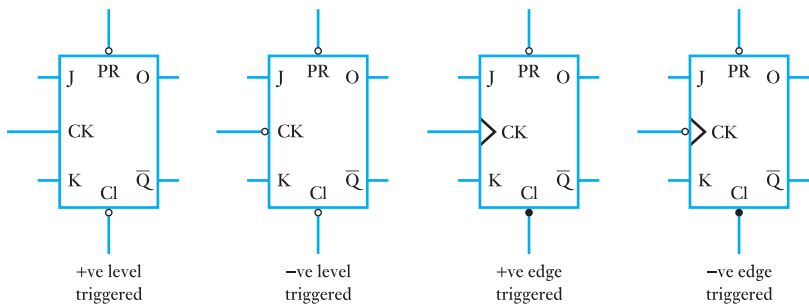 PR
J O
CK
K Q̅
Cl
+ve level
triggered
PR
J O
CK
K Q̅
Cl
−ve level
triggered
PR
J O
CK
K Q̅
Cl
+ve edge
triggered
PR
J O
CK
K Q̅
Cl
−ve edge
triggered